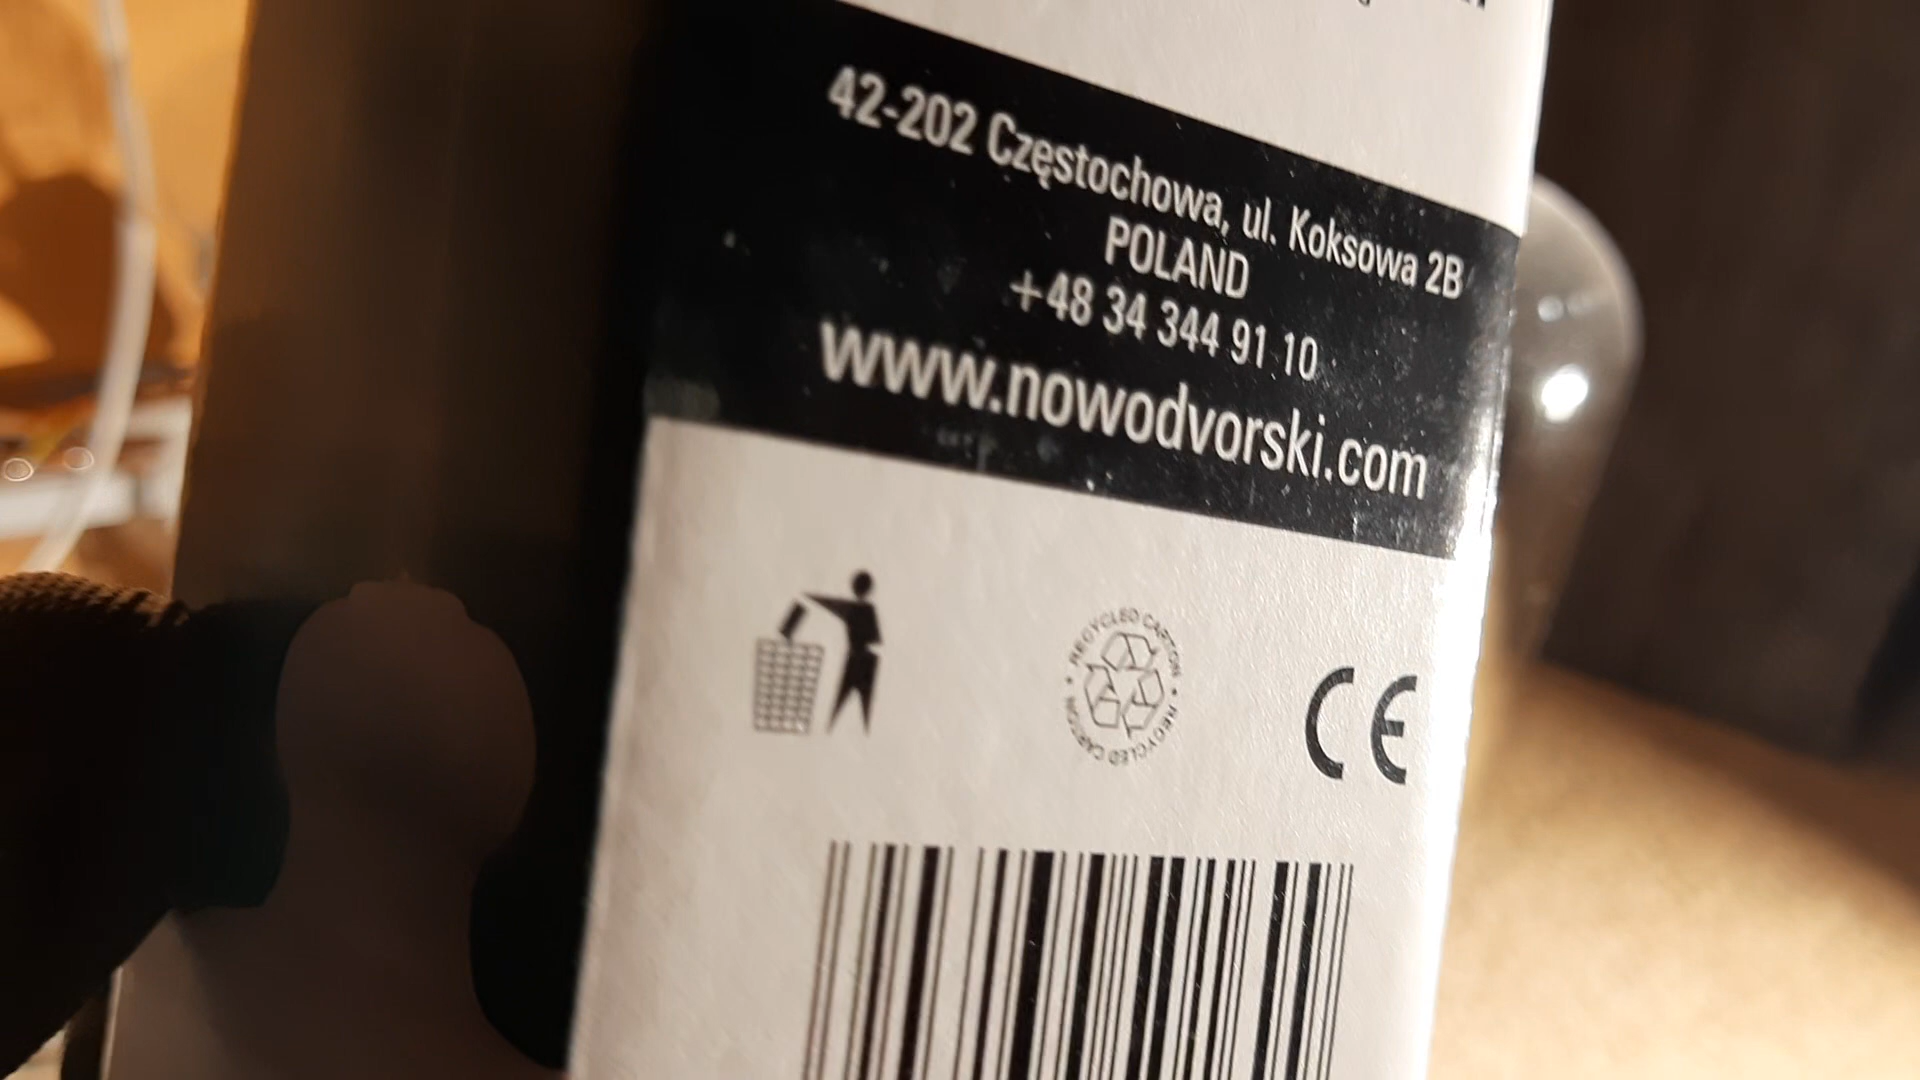 42-202 Częstochowa, ul. Koksowa 2B
POLAND
+48 34 344 91 10
www.nowodvorski.com
RECYCLED CARTON • RECYCLED CARTON •
CE